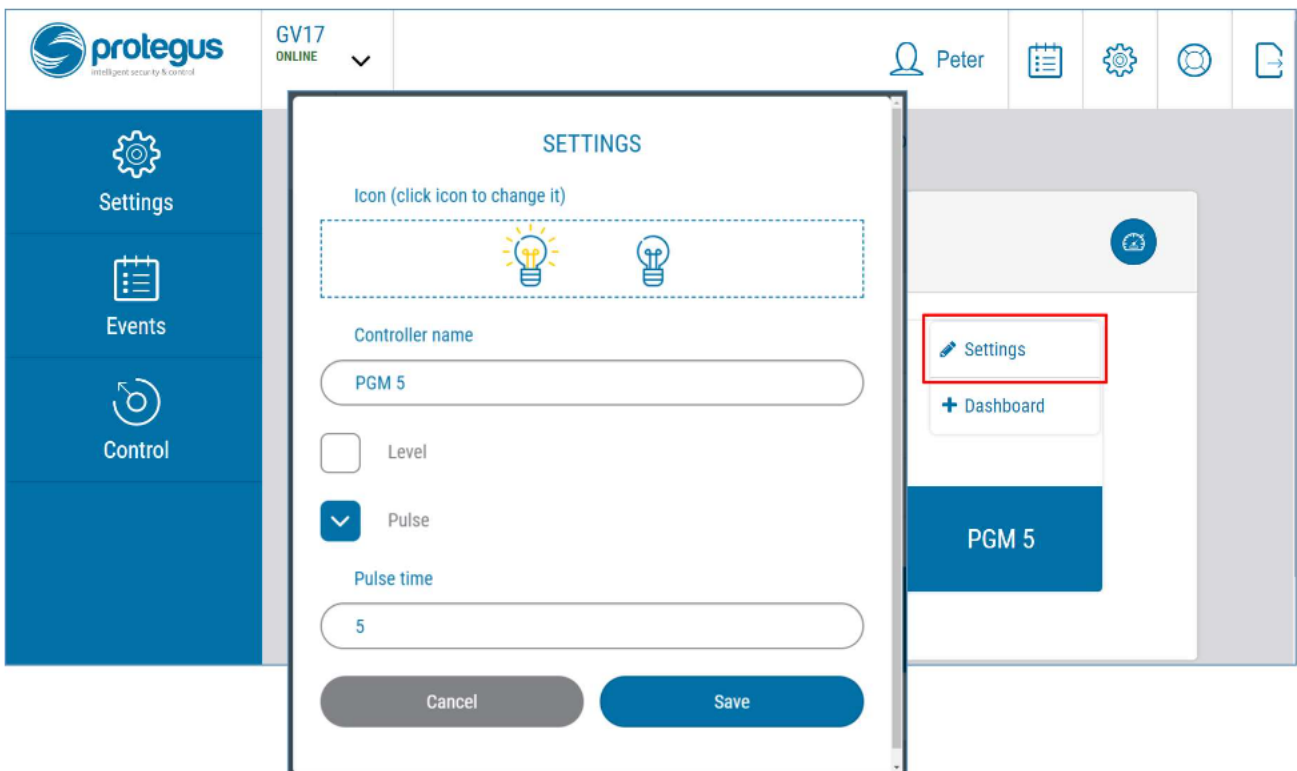 protegus
intelligent security & control
GV17
ONLINE
Peter
Settings
Events
Control
SETTINGS
Icon (click icon to change it)
Controller name
PGM 5
Level
Pulse
Pulse time
5
Cancel
Save
Settings
Dashboard
PGM 5